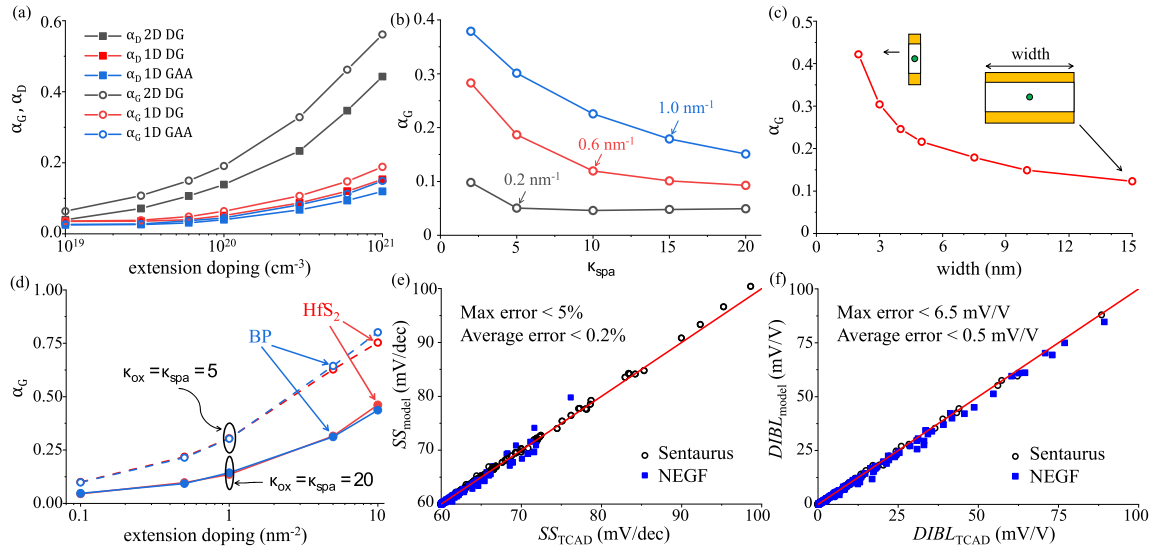 (a)
0.6
0.4
0.2
0.0
α_G, α_D
α_D 2D DG
α_D 1D DG
α_D 1D GAA
α_G 2D DG
α_G 1D DG
α_G 1D GAA
10^19
10^20
10^21
extension doping (cm^-3)
(b)
0.4
0.3
0.2
0.1
0.0
α_G
1.0 nm^-1
0.6 nm^-1
0.2 nm^-1
0
5
10
15
20
κ_spa
(c)
0.5
0.4
0.3
0.2
0.1
0.0
α_G
width
0
3
6
9
12
15
width (nm)
(d)
1.00
0.75
0.50
0.25
0.00
α_G
HfS_2
BP
κ_ox = κ_spa = 5
κ_ox = κ_spa = 20
0.1
1
10
extension doping (nm^-2)
(e)
100
90
80
70
60
SS_model (mV/dec)
Max error < 5%
Average error < 0.2%
Sentaurus
NEGF
60
70
80
90
100
SS_TCAD (mV/dec)
(f)
100
75
50
25
0
DIBL_model (mV/V)
Max error < 6.5 mV/V
Average error < 0.5 mV/V
Sentaurus
NEGF
0
25
50
75
100
DIBL_TCAD (mV/V)